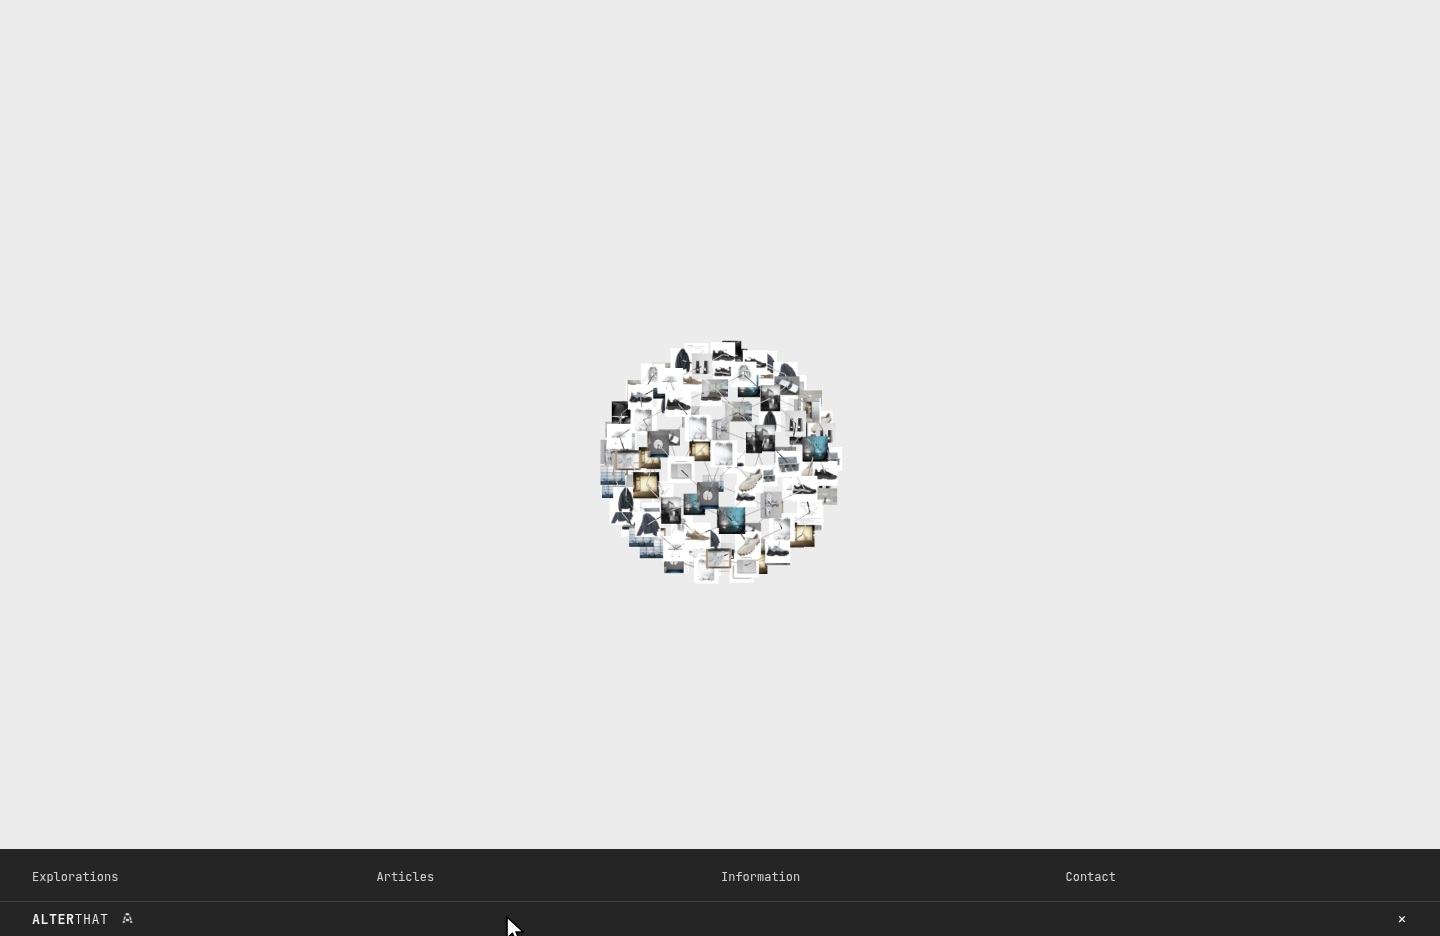 Explorations
Articles
Information
Contact
ALTERTHAT
×